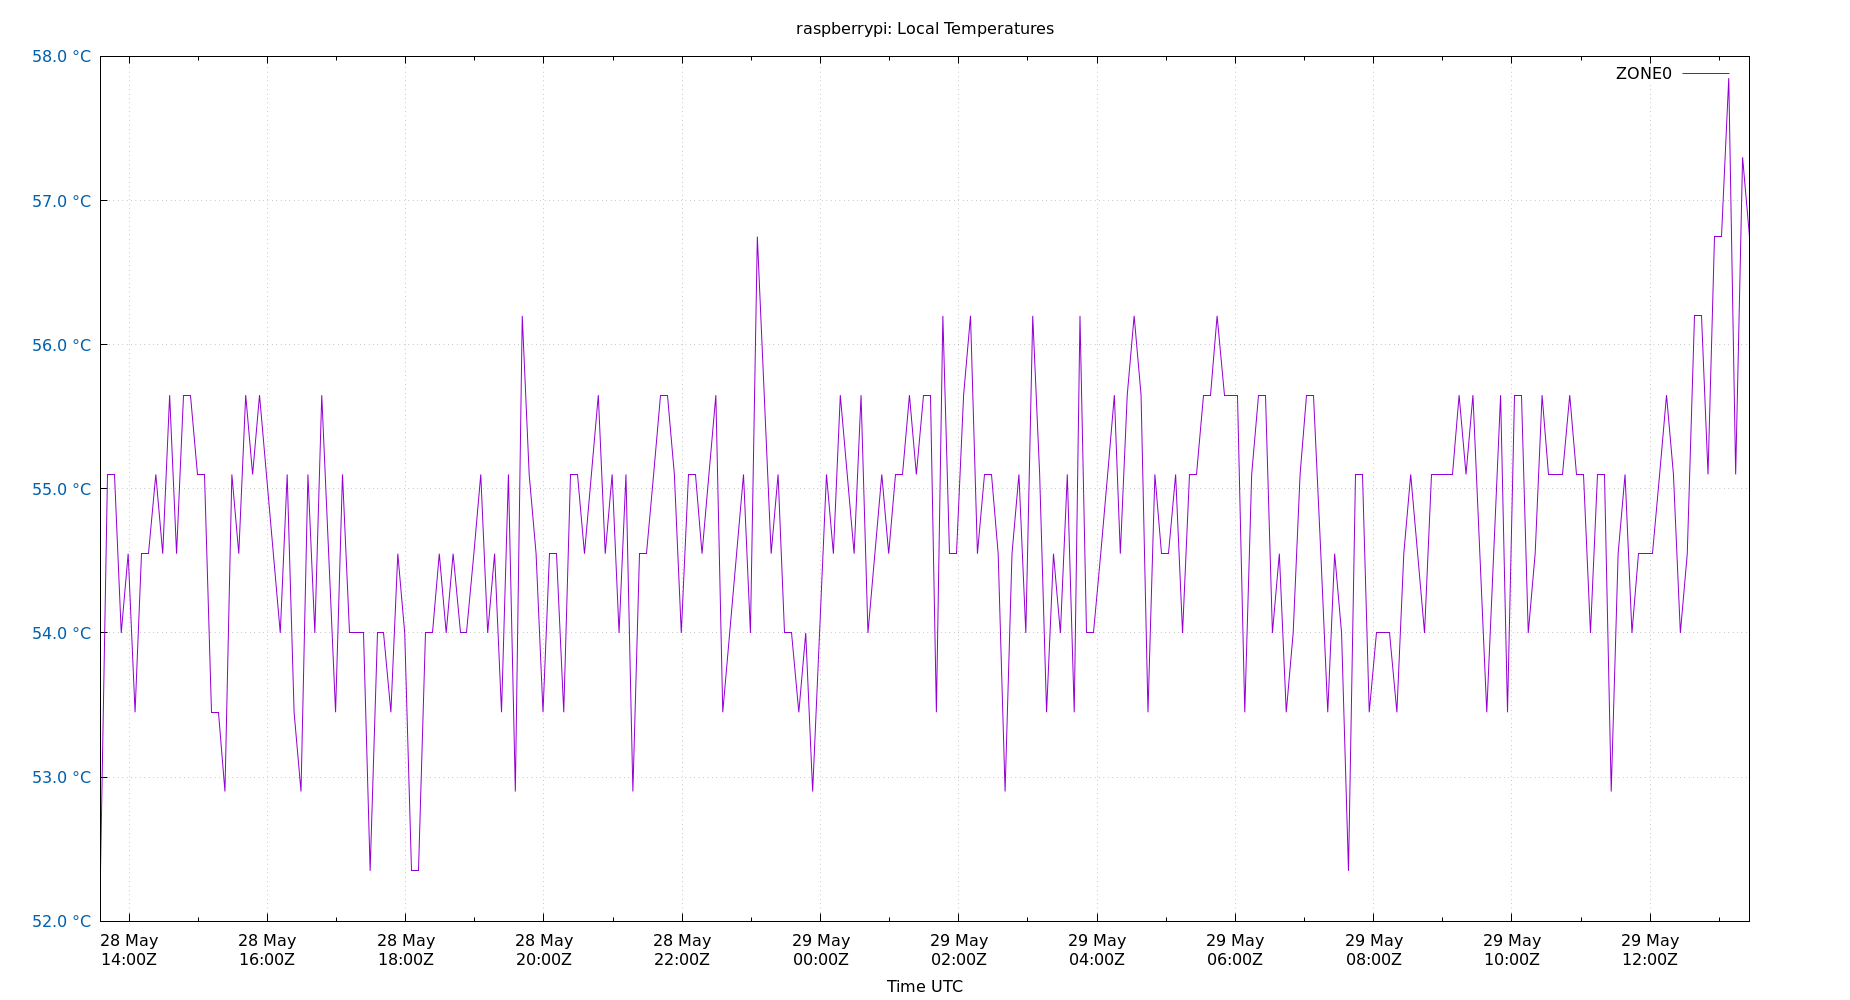 raspberrypi: Local Temperatures
58.0 °C
ZONE0
57.0 °C
56.0 °C
55.0 °C
54.0 °C
53.0 °C
52.0 °C
28 May 28 May 28 May 28 May 28 May 29 May 29 May 29 May 29 May 29 May 29 May 29 May
14:00Z 16:00Z 18:00Z 20:00Z 22:00Z 00:00Z 02:00Z 04:00Z 06:00Z 08:00Z 10:00Z 12:00Z
Time UTC